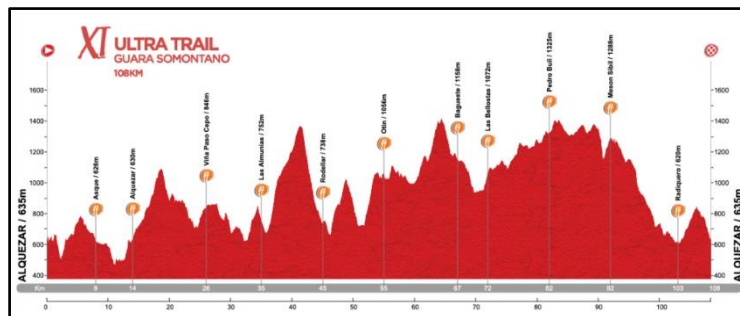 XI ULTRA TRAIL
GUARA SOMONTANO
108KM
1600
1400
1200
1000
800
600
400
ALQUEZAR / 635m
Asque / 626m
Alquezar / 630m
Viña Paso Capo / 846m
Las Almunias / 752m
Rodellar / 738m
Otin / 1056m
Bagueste / 1158m
Las Bellostas / 1072m
Pedro Buil / 1325m
Meson Sibil / 1288m
Radiquero / 620m
1600
1400
1200
1000
800
600
400
ALQUEZAR / 635m
Km 8 14 26 35 45 55 67 72 82 92 103 108
0 10 20 30 40 50 60 70 80 90 100